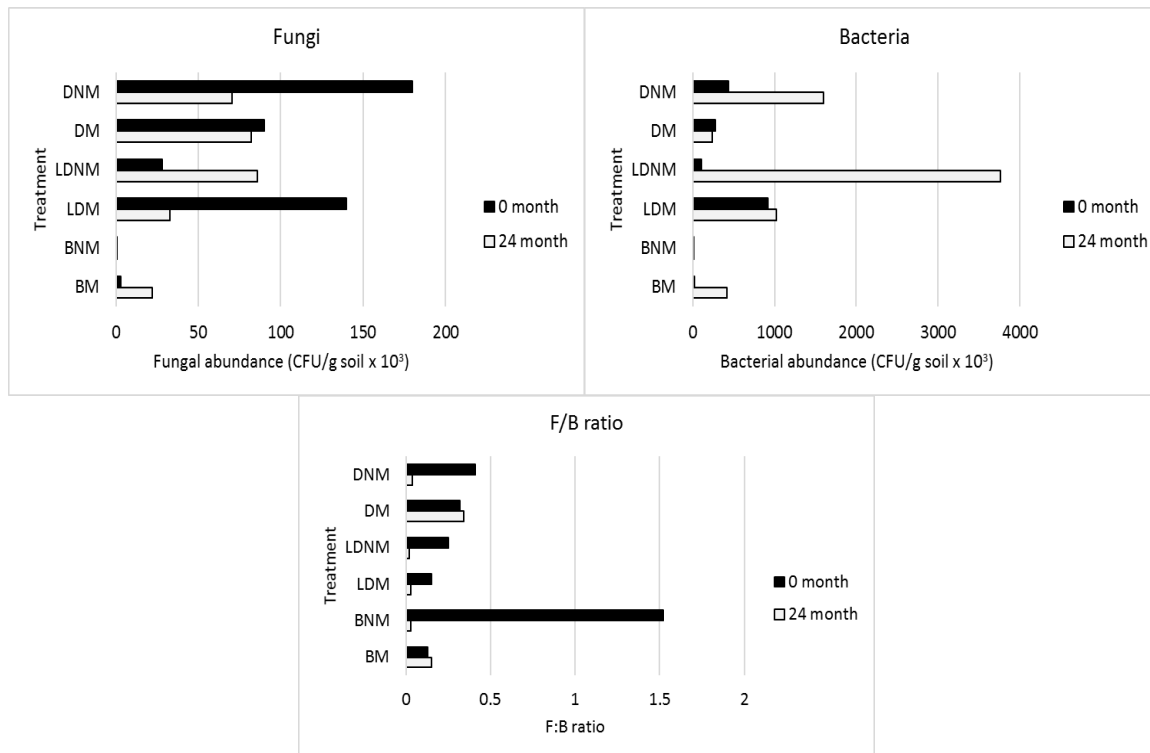 Fungi
Treatment
DNM
DM
LDNM
LDM
BNM
BM
0 month
24 month
0 50 100 150 200
Fungal abundance (CFU/g soil x 10³)
Bacteria
Treatment
DNM
DM
LDNM
LDM
BNM
BM
0 month
24 month
0 1000 2000 3000 4000
Bacterial abundance (CFU/g soil x 10³)
F/B ratio
Treatment
DNM
DM
LDNM
LDM
BNM
BM
0 month
24 month
0 0.5 1 1.5 2
F:B ratio